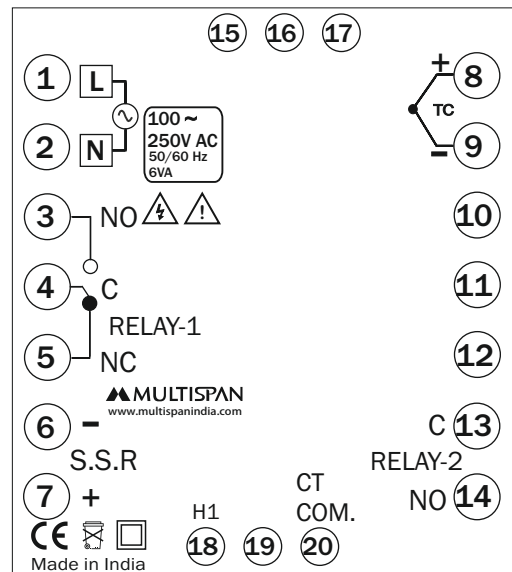 15 16 17
1 L
+ 8
TC
2 N
- 9
100 ~
250V AC
50/60 Hz
6VA
3 NO
10
4 C
11
RELAY-1
5 NC
12
MULTISPAN
www.multispanindia.com
6 -
C 13
S.S.R
RELAY-2
7 +
NO 14
CT
COM.
H1
18 19 20
CE
Made in India